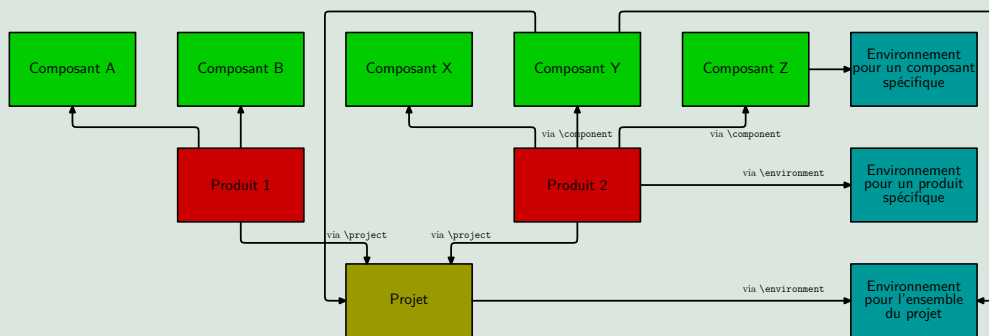 Composant A
Composant B
Composant X
Composant Y
Composant Z
Environnement
pour un composant
spécifique
via \component
via \component
Produit 1
Produit 2
via \environment
Environnement
pour un produit
spécifique
via \project
via \project
Projet
via \environment
Environnement
pour l'ensemble
du projet